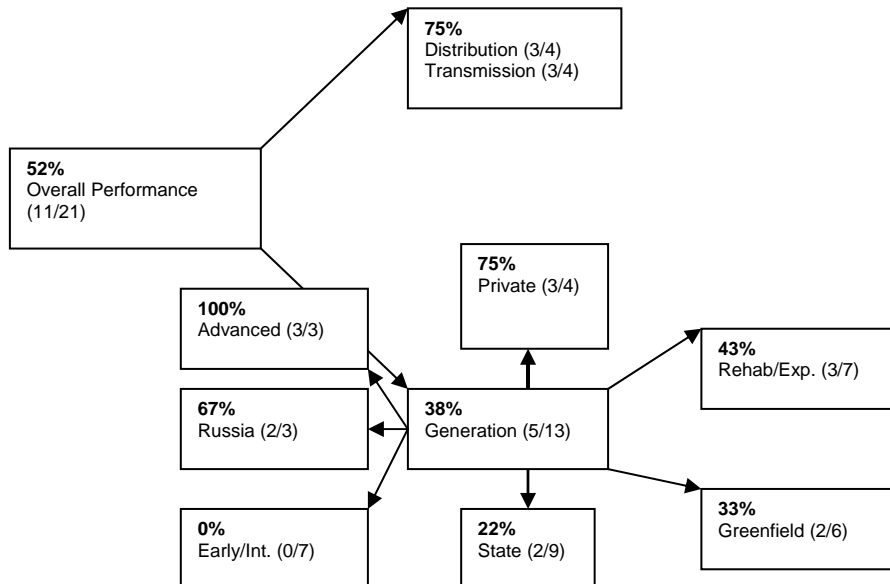 75%
Distribution (3/4)
Transmission (3/4)
52%
Overall Performance
(11/21)
75%
Private (3/4)
100%
Advanced (3/3)
43%
Rehab/Exp. (3/7)
67%
Russia (2/3)
38%
Generation (5/13)
0%
Early/Int. (0/7)
22%
State (2/9)
33%
Greenfield (2/6)